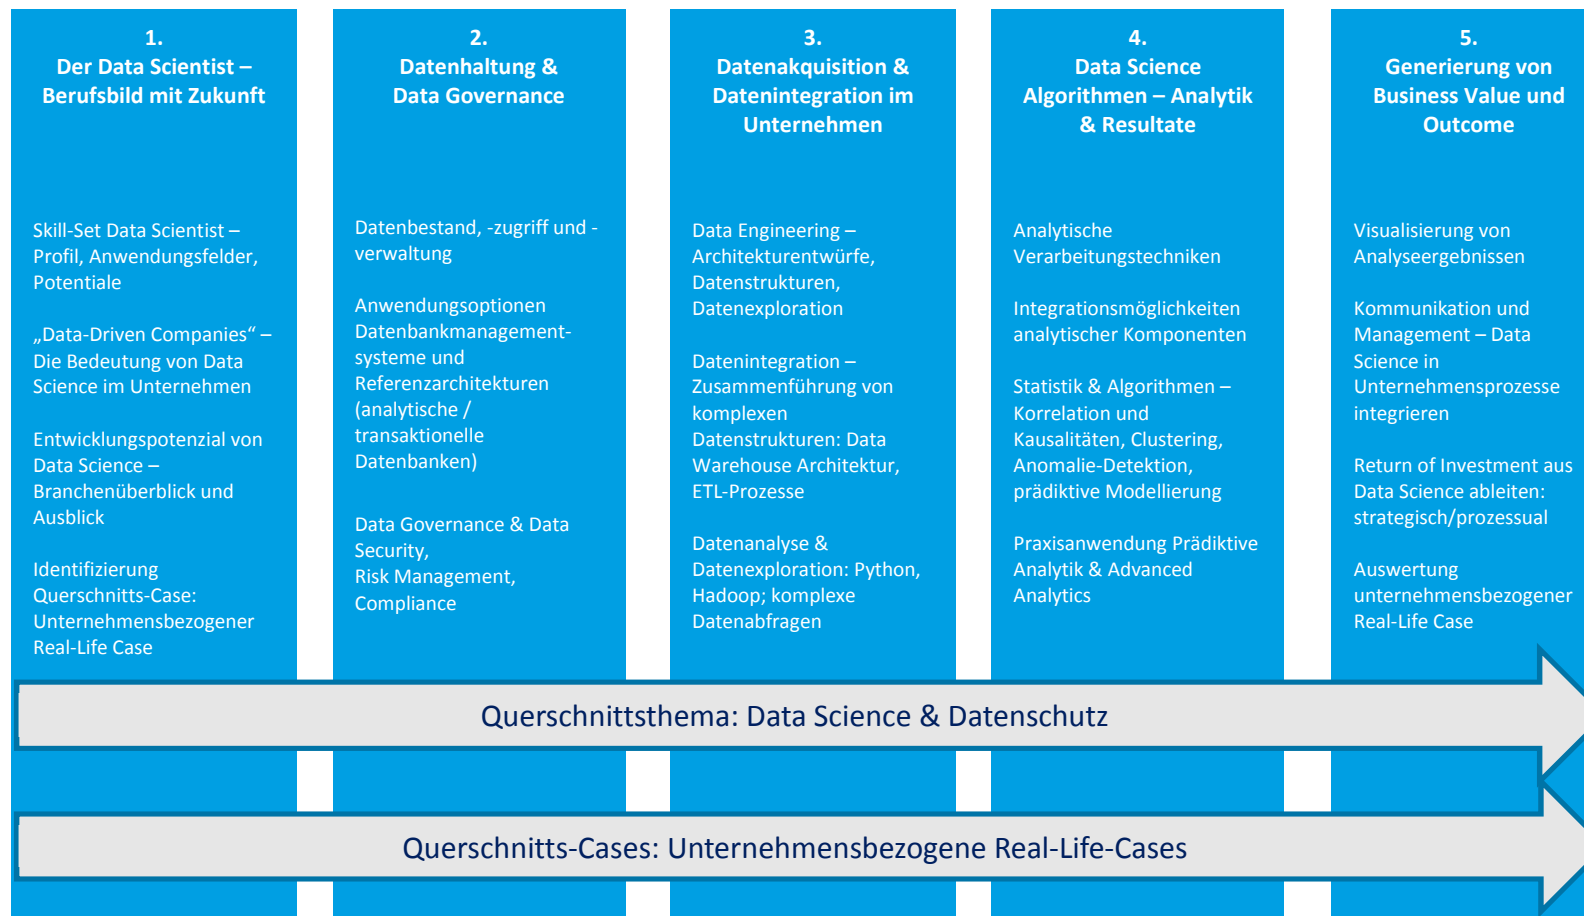 1.
Der Data Scientist –
Berufsbild mit Zukunft
Skill-Set Data Scientist –
Profil, Anwendungsfelder,
Potentiale
„Data-Driven Companies“ –
Die Bedeutung von Data
Science im Unternehmen
Entwicklungspotenzial von
Data Science –
Branchenüberblick und
Ausblick
Identifizierung
Querschnitts-Case:
Unternehmensbezogener
Real-Life Case
2.
Datenhaltung &
Data Governance
Datenbestand, -zugriff und -
verwaltung
Anwendungsoptionen
Datenbankmanagement-
systeme und
Referenzarchitekturen
(analytische /
transaktionelle
Datenbanken)
Data Governance & Data
Security,
Risk Management,
Compliance
3.
Datenakquisition &
Datenintegration im
Unternehmen
Data Engineering –
Architekturentwürfe,
Datenstrukturen,
Datenexploration
Datenintegration –
Zusammenführung von
komplexen
Datenstrukturen: Data
Warehouse Architektur,
ETL-Prozesse
Datenanalyse &
Datenexploration: Python,
Hadoop; komplexe
Datenabfragen
4.
Data Science
Algorithmen – Analytik
& Resultate
Analytische
Verarbeitungstechniken
Integrationsmöglichkeiten
analytischer Komponenten
Statistik & Algorithmen –
Korrelation und
Kausalitäten, Clustering,
Anomalie-Detektion,
prädiktive Modellierung
Praxisanwendung Prädiktive
Analytik & Advanced
Analytics
5.
Generierung von
Business Value und
Outcome
Visualisierung von
Analyseergebnissen
Kommunikation und
Management – Data
Science in
Unternehmensprozesse
integrieren
Return of Investment aus
Data Science ableiten:
strategisch/prozessual
Auswertung
unternehmensbezogener
Real-Life Case
Querschnittsthema: Data Science & Datenschutz
Querschnitts-Cases: Unternehmensbezogene Real-Life-Cases